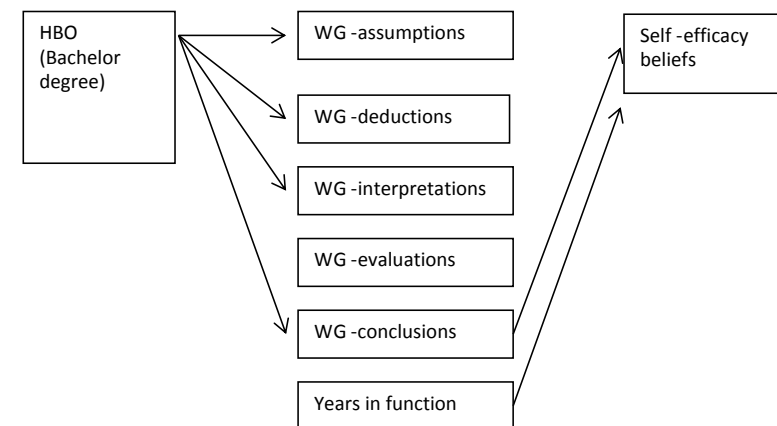 HBO
(Bachelor
degree)
WG -assumptions
WG -deductions
WG -interpretations
WG -evaluations
WG -conclusions
Years in function
Self -efficacy
beliefs